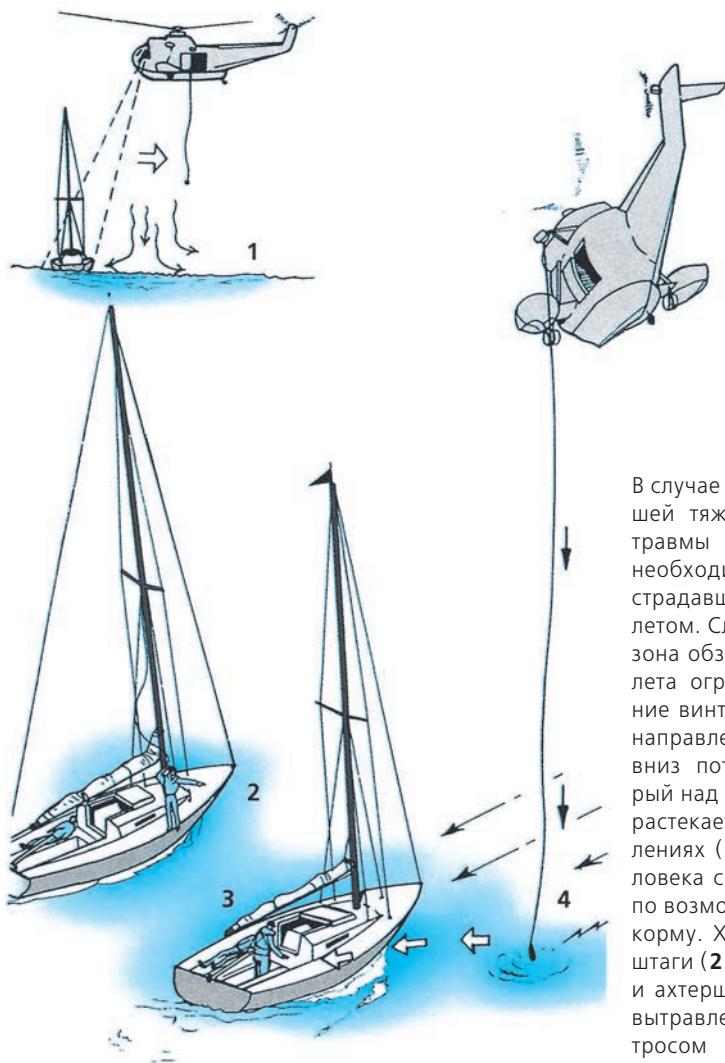 1
2
3
4
В случае
шей тяж
травмы
необходи
страдавш
летом. Сл
зона обз
лета огр
ние винт
направле
вниз пот
рый над
растекает
лениях (
ловека с
по возмо
корму. Х
штаги (2
и ахтерш
вытравле
тросом